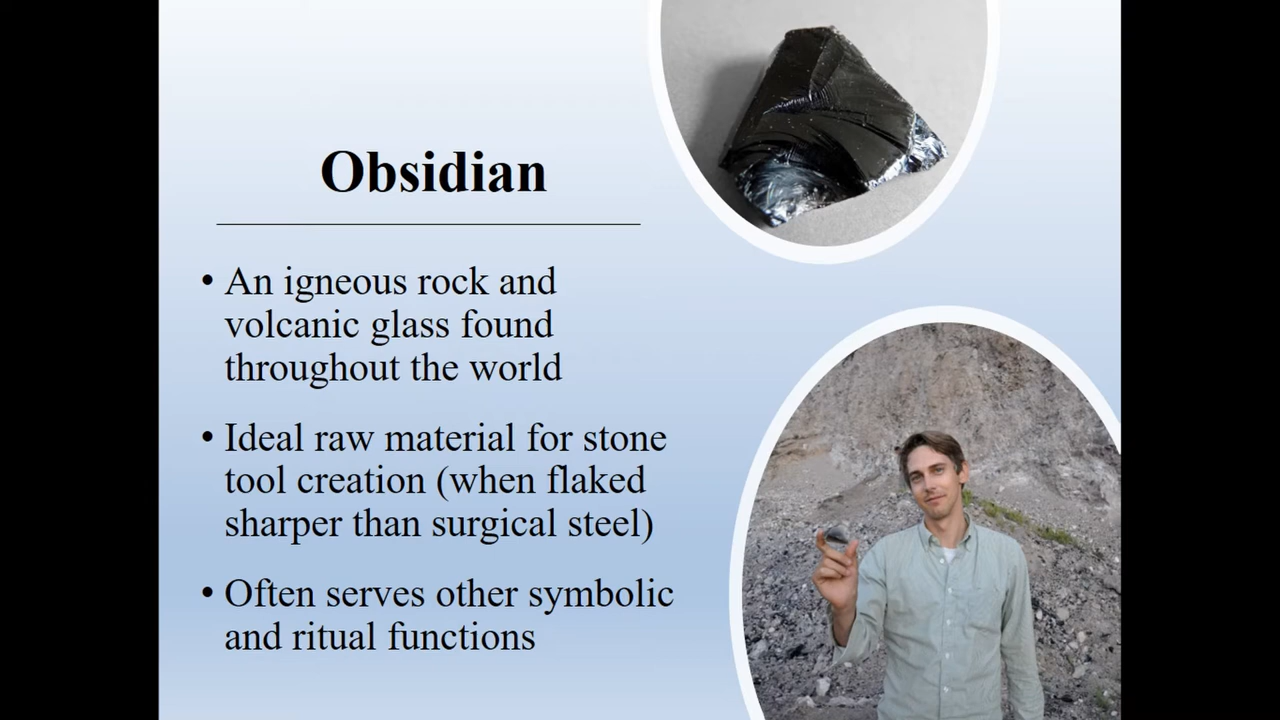 Obsidian
• An igneous rock and
volcanic glass found
throughout the world
• Ideal raw material for stone
tool creation (when flaked
sharper than surgical steel)
• Often serves other symbolic
and ritual functions